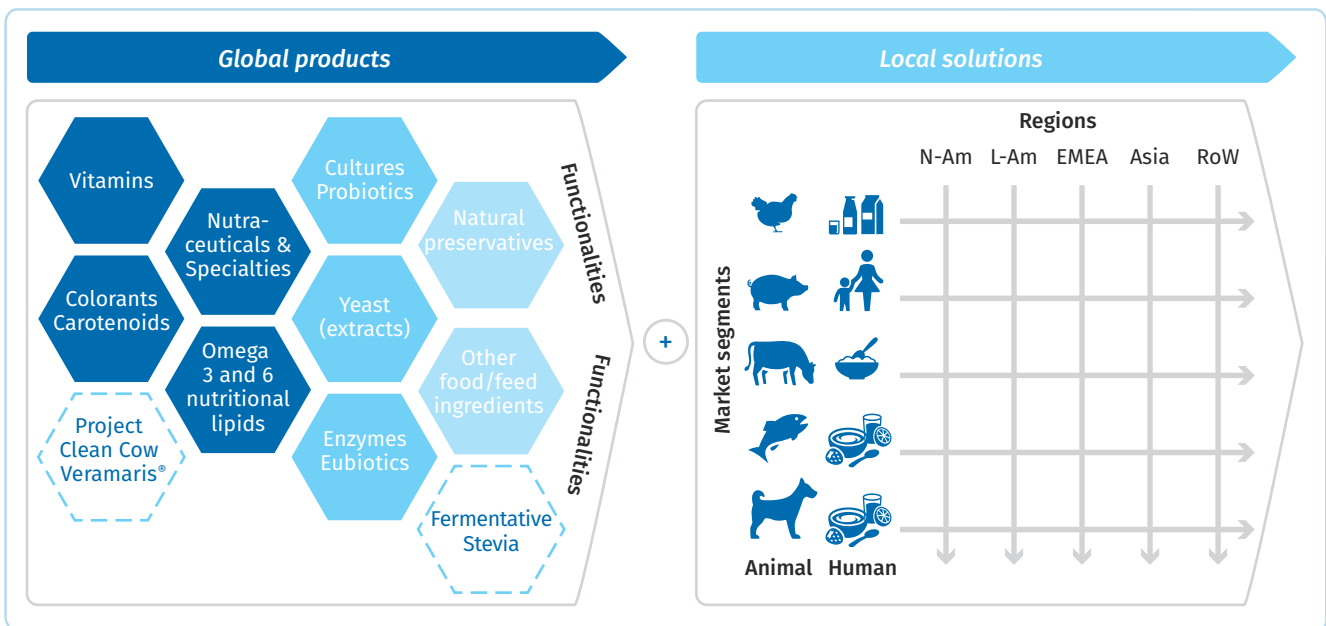 Global products
Vitamins
Colorants
Carotenoids
Project
Clean Cow
Veramaris®
Nutra-
ceuticals &
Specialties
Omega
3 and 6
nutritional
lipids
Cultures
Probiotics
Yeast
(extracts)
Enzymes
Eubiotics
Natural
preservatives
Other
food/feed
ingredients
Fermentative
Stevia
Functionalities
Functionalities
+
Local solutions
Regions
N-Am L-Am EMEA Asia RoW
Market segments
Animal Human